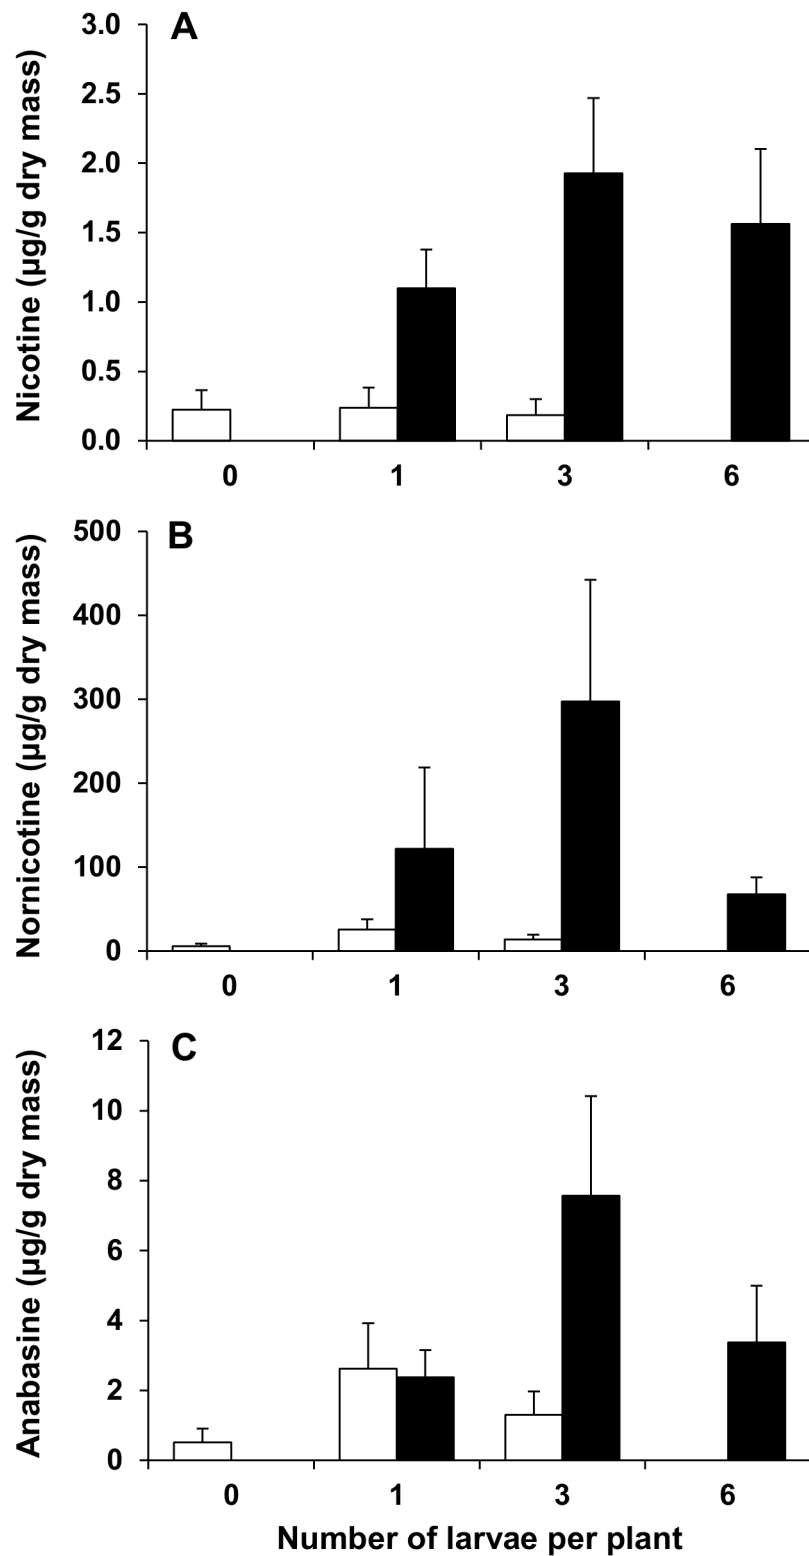 A
Nicotine (µg/g dry mass)
3.0
2.5
2.0
1.5
1.0
0.5
0.0
0 1 3 6
B
Nornicotine (µg/g dry mass)
500
400
300
200
100
0
0 1 3 6
C
Anabasine (µg/g dry mass)
12
10
8
6
4
2
0
0 1 3 6
Number of larvae per plant